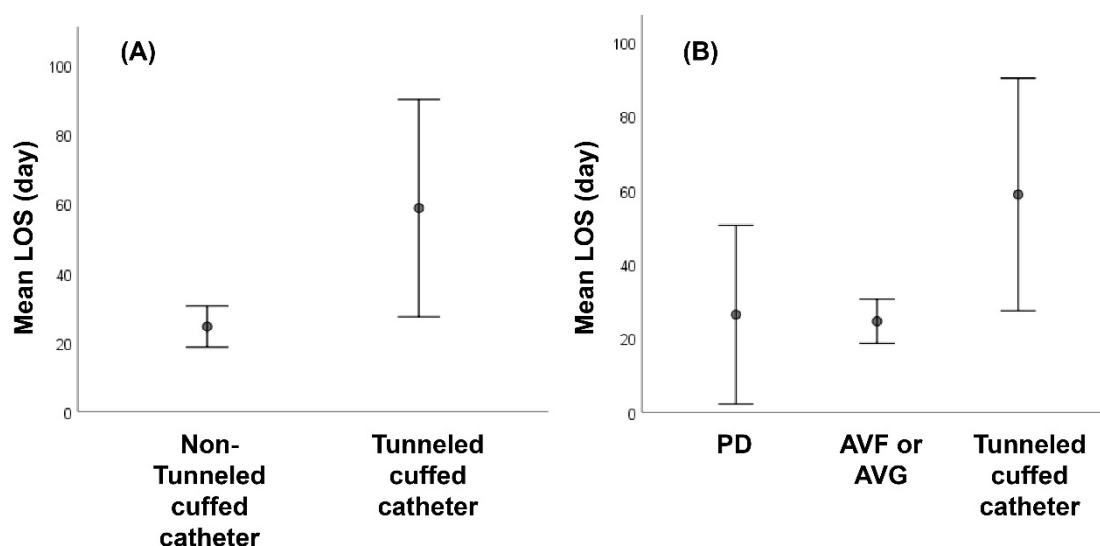 (A)
Mean LOS (day)
100
80
60
40
20
0
Non-
Tunneled
cuffed
catheter
Tunneled
cuffed
catheter
(B)
Mean LOS (day)
100
80
60
40
20
0
PD
AVF or
AVG
Tunneled
cuffed
catheter